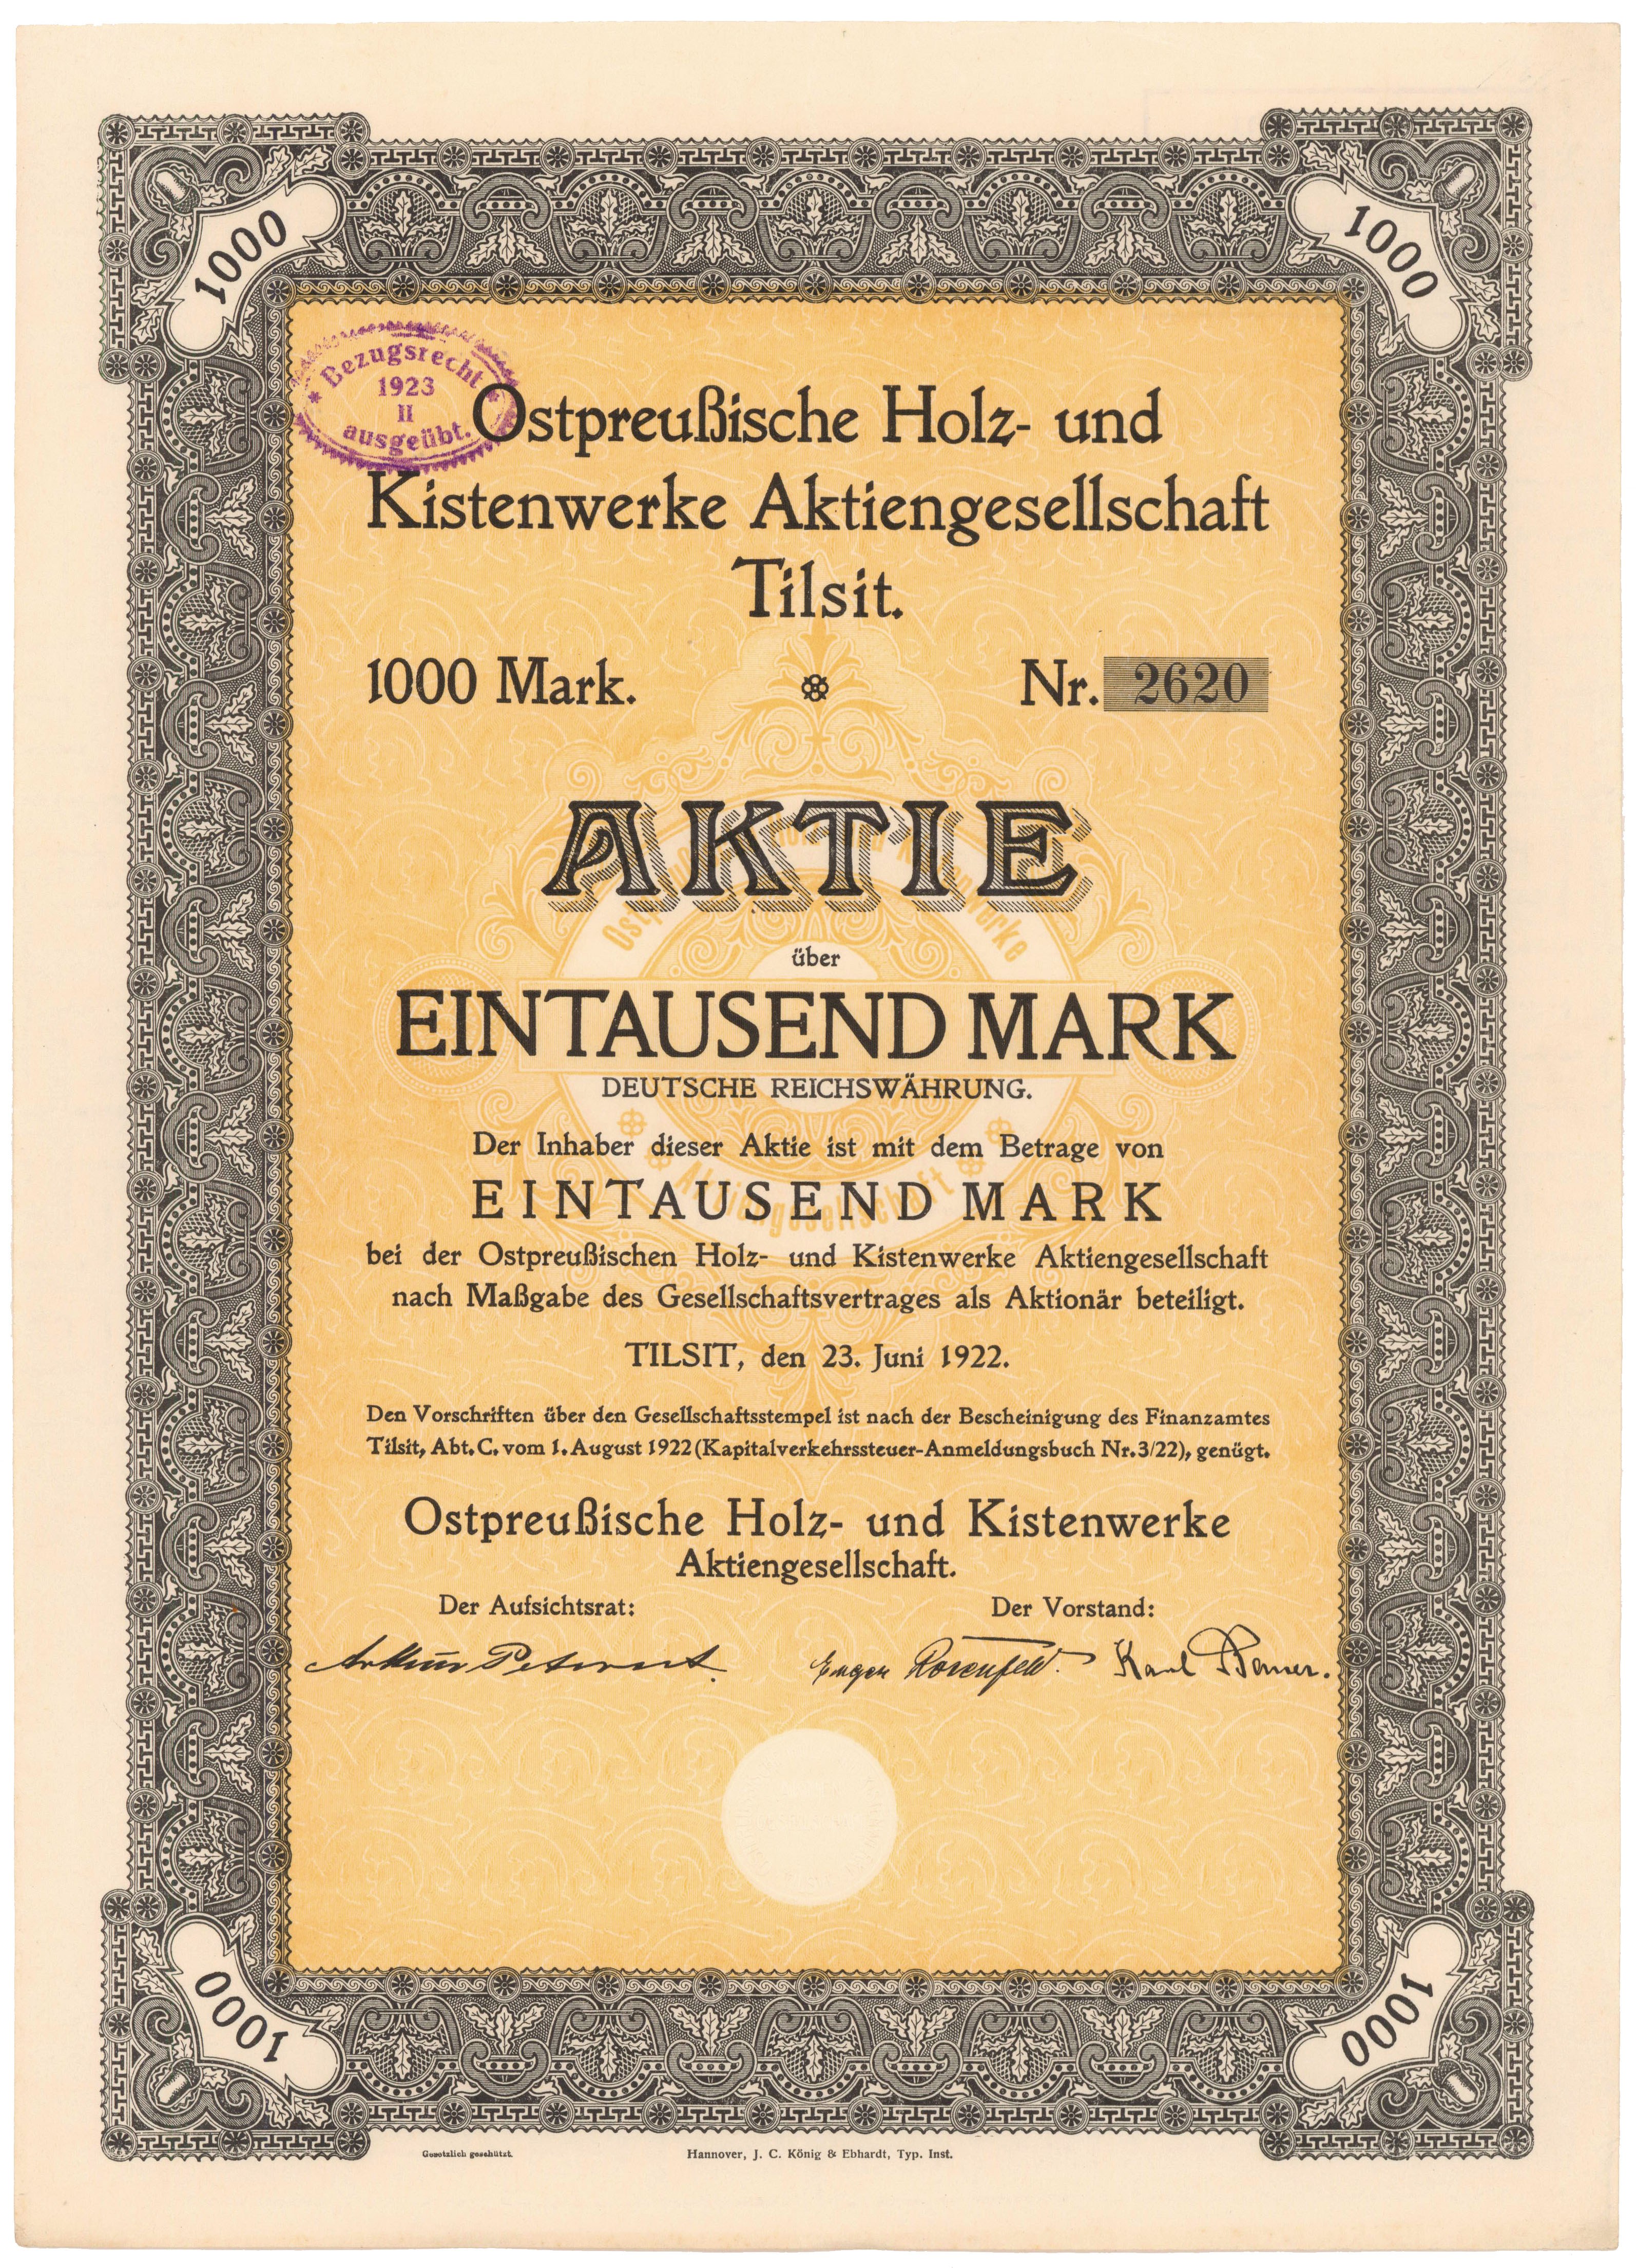 1000
1000
Bezugsrecht
1923
II
ausgeübt.
Ostpreußische Holz- und
Kistenwerke Aktiengesellschaft
Tilsit.
1000 Mark.
Nr. 2620
AKTIE
über
EINTAUSEND MARK
DEUTSCHE REICHSWÄHRUNG.
Der Inhaber dieser Aktie ist mit dem Betrage von
EINTAUSEND MARK
bei der Ostpreußischen Holz- und Kistenwerke Aktiengesellschaft
nach Maßgabe des Gesellschaftsvertrages als Aktionär beteiligt.
TILSIT, den 23. Juni 1922.
Den Vorschriften über den Gesellschaftsstempel ist nach der Bescheinigung des Finanzamtes
Tilsit, Abt. C. vom 1. August 1922 (Kapitalverkehrssteuer-Anmeldungsbuch Nr. 3/22), genügt.
Ostpreußische Holz- und Kistenwerke
Aktiengesellschaft.
Der Aufsichtsrat:
Der Vorstand:
Arthur
Eugen Rosenfeld. Karl
1000
1000
Gesetzlich geschützt.
Hannover, J. C. König & Ebhardt, Typ. Inst.